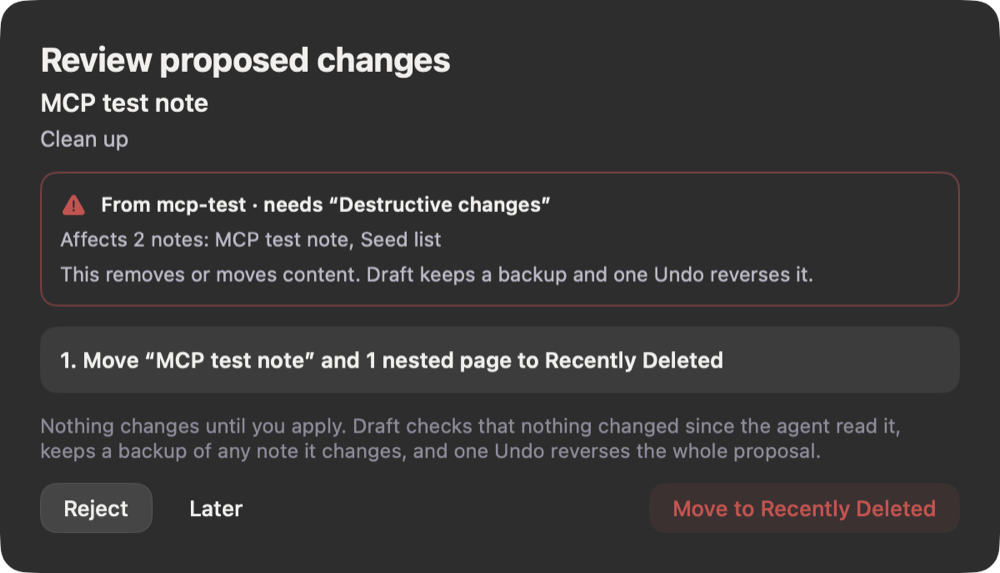 Review proposed changes
MCP test note
Clean up
From mcp-test · needs “Destructive changes”
Affects 2 notes: MCP test note, Seed list
This removes or moves content. Draft keeps a backup and one Undo reverses it.
1. Move “MCP test note” and 1 nested page to Recently Deleted
Nothing changes until you apply. Draft checks that nothing changed since the agent read it,
keeps a backup of any note it changes, and one Undo reverses the whole proposal.
Reject
Later
Move to Recently Deleted